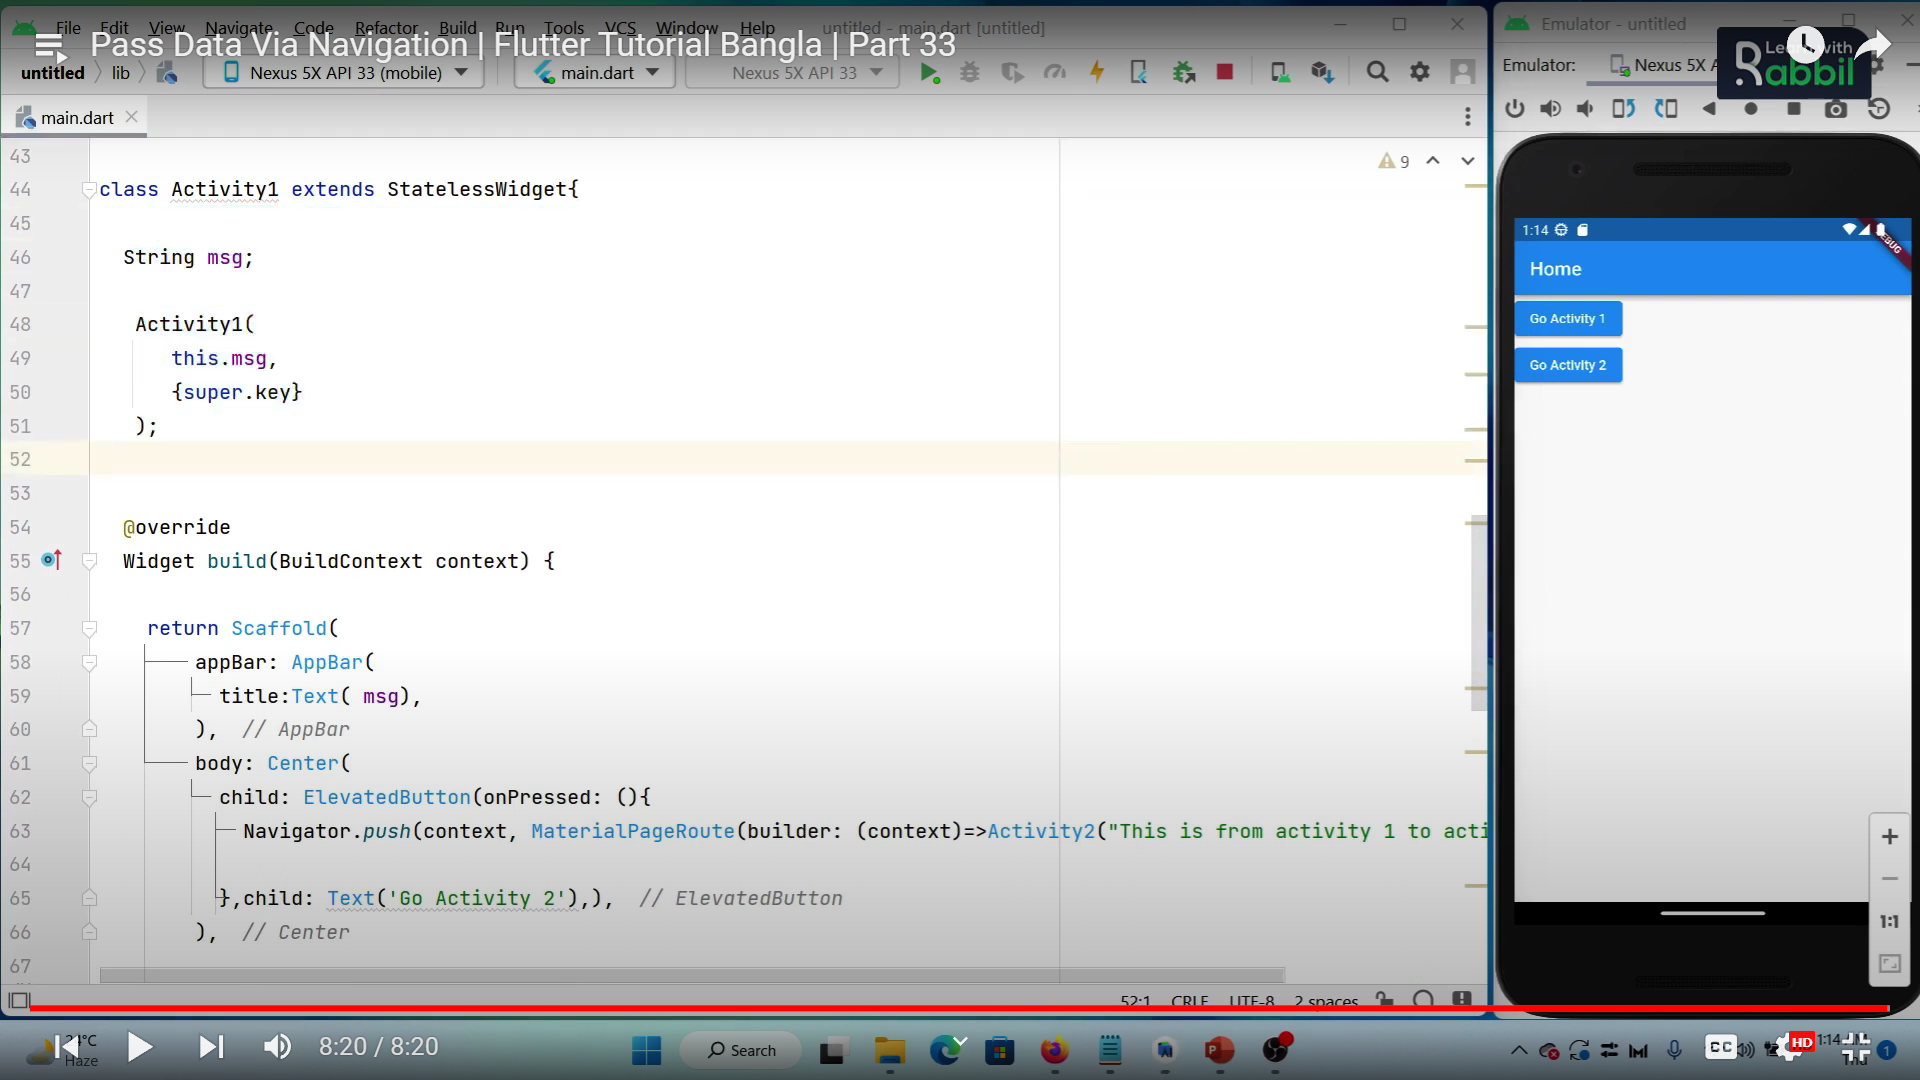 File Edit View Navigate Code Refactor Build Run Tools VCS Window Help untitled - main.dart [untitled]
Pass Data Via Navigation | Flutter Tutorial Bangla | Part 33
untitled lib Nexus 5X API 33 (mobile) main.dart Nexus 5X API 33
main.dart
9
43
44 class Activity1 extends StatelessWidget{
45
46 String msg;
47
48 Activity1(
49 this.msg,
50 {super.key}
51 );
52
53
54 @override
55 Widget build(BuildContext context) {
56
57 return Scaffold(
58 appBar: AppBar(
59 title:Text( msg),
60 ), // AppBar
61 body: Center(
62 child: ElevatedButton(onPressed: (){
63 Navigator.push(context, MaterialPageRoute(builder: (context)=>Activity2("This is from activity 1 to acti
64
65 },child: Text('Go Activity 2'),), // ElevatedButton
66 ), // Center
67
52:1 CRLF UTF-8 2 spaces
Emulator - untitled
Emulator: Nexus 5X A
Learn with
Rabbil
1:14
Home
Go Activity 1
Go Activity 2
1:1
8:20 / 8:20
24°C
Haze
Search
CC
HD
1:14
Thu
1